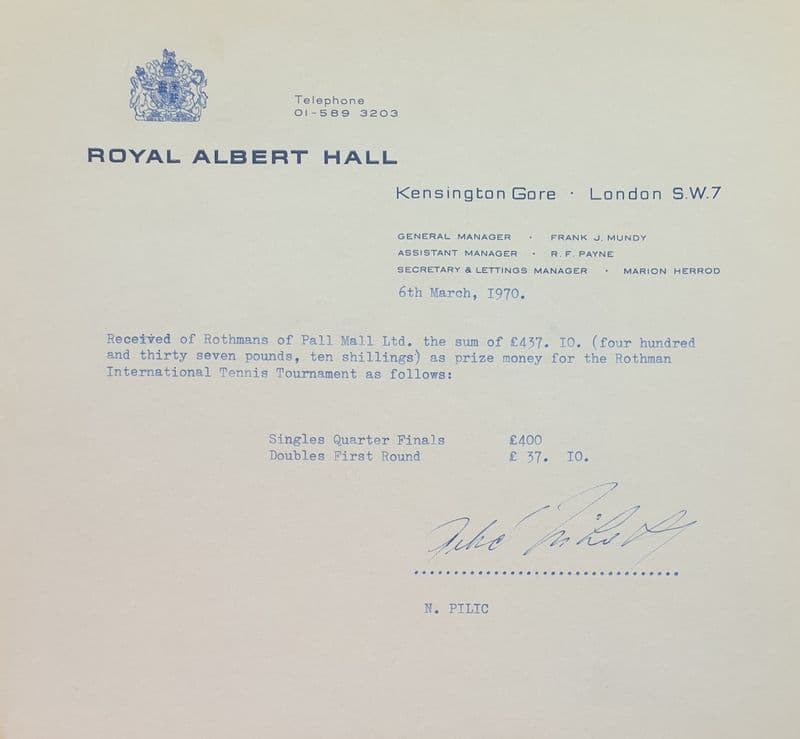 Telephone
01-589 3203
ROYAL ALBERT HALL
Kensington Gore · London S.W.7
GENERAL MANAGER · FRANK J. MUNDY
ASSISTANT MANAGER · R. F. PAYNE
SECRETARY & LETTINGS MANAGER · MARION HERROD
6th March, I970.
Received of Rothmans of Pall Mall Ltd. the sum of £437. IO. (four hundred
and thirty seven pounds, ten shillings) as prize money for the Rothman
International Tennis Tournament as follows:
Singles Quarter Finals £400
Doubles First Round £ 37. IO.
N. PILIC